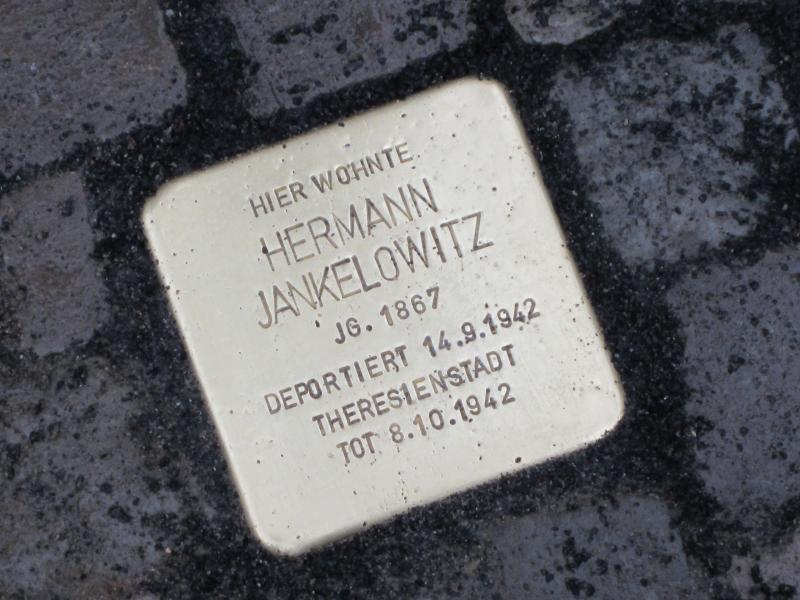 HIER WOHNTE
HERMANN
JANKELOWITZ
JG. 1867
DEPORTIERT 14.9.1942
THERESIENSTADT
TOT 8.10.1942